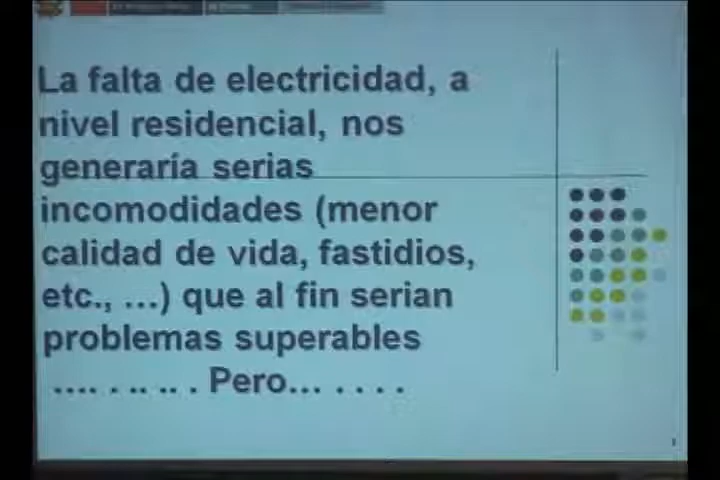 La falta de electricidad, a
nivel residencial, nos
generaría serias
incomodidades (menor
calidad de vida, fastidios,
etc., ...) que al fin serian
problemas superables
.... . .. .. . Pero... . . . .